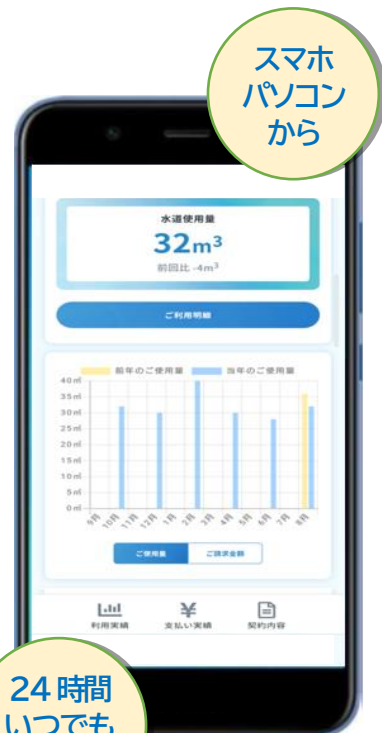 スマホ
パソコン
から
水道使用量
32m³
前回比 -4m³
ご利用明細
前年のご使用量 当年のご使用量
40㎥
35㎥
30㎥
25㎥
20㎥
15㎥
10㎥
5㎥
0㎥
9月 10月 11月 12月 1月 2月 3月 4月 5月 6月 7月 8月
ご使用量 ご請求金額
利用実績 支払い実績 契約内容
24時間
いつでも